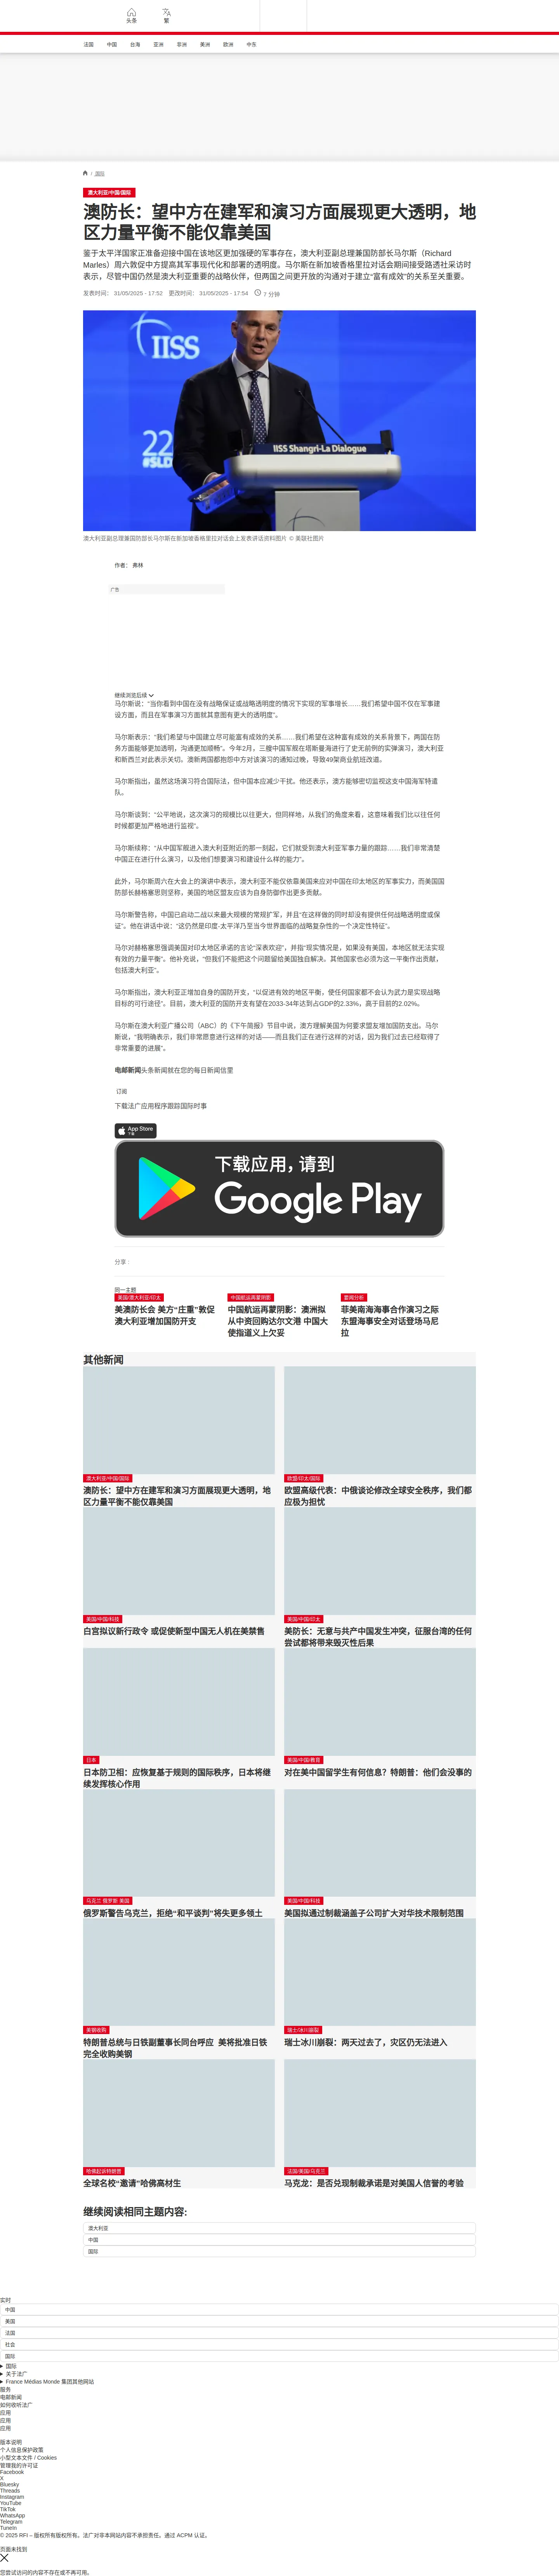 头条
繁
法国
中国
台海
亚洲
非洲
美洲
欧洲
中东
/ 国际
澳大利亚/中国/国际
澳防长：望中方在建军和演习方面展现更大透明，地
区力量平衡不能仅靠美国
鉴于太平洋国家正准备迎接中国在该地区更加强硬的军事存在，澳大利亚副总理兼国防部长马尔斯（Richard
Marles）周六敦促中方提高其军事现代化和部署的透明度。马尔斯在新加坡香格里拉对话会期间接受路透社采访时
表示，尽管中国仍然是澳大利亚重要的战略伙伴，但两国之间更开放的沟通对于建立“富有成效”的关系至关重要。
发表时间： 31/05/2025 - 17:52 更改时间： 31/05/2025 - 17:54 7 分钟
IISS
IISS Shangri-La Dialogue
22
#SLD
澳大利亚副总理兼国防部长马尔斯在新加坡香格里拉对话会上发表讲话资料图片 © 美联社图片
作者： 弗林
广告
继续浏览后续
马尔斯说：“当你看到中国在没有战略保证或战略透明度的情况下实现的军事增长……我们希望中国不仅在军事建
设方面，而且在军事演习方面就其意图有更大的透明度”。
马尔斯表示：“我们希望与中国建立尽可能富有成效的关系……我们希望在这种富有成效的关系背景下，两国在防
务方面能够更加透明，沟通更加顺畅”。今年2月，三艘中国军舰在塔斯曼海进行了史无前例的实弹演习，澳大利亚
和新西兰对此表示关切。澳新两国都抱怨中方对该演习的通知过晚，导致49架商业航班改道。
马尔斯指出，虽然这场演习符合国际法，但中国本应减少干扰。他还表示，澳方能够密切监视这支中国海军特遣
队。
马尔斯谈到：“公平地说，这次演习的规模比以往更大，但同样地，从我们的角度来看，这意味着我们比以往任何
时候都更加严格地进行监视”。
马尔斯续称：“从中国军舰进入澳大利亚附近的那一刻起，它们就受到澳大利亚军事力量的跟踪……我们非常清楚
中国正在进行什么演习，以及他们想要演习和建设什么样的能力”。
此外，马尔斯周六在大会上的演讲中表示，澳大利亚不能仅依靠美国来应对中国在印太地区的军事实力，而美国国
防部长赫格塞思则坚称，美国的地区盟友应该为自身防御作出更多贡献。
马尔斯警告称，中国已启动二战以来最大规模的常规扩军，并且“在这样做的同时却没有提供任何战略透明度或保
证”。他在讲话中说：“这仍然是印度-太平洋乃至当今世界面临的战略复杂性的一个决定性特征”。
马尔对赫格塞思强调美国对印太地区承诺的言论“深表欢迎”，并指“现实情况是，如果没有美国，本地区就无法实现
有效的力量平衡”。他补充说，“但我们不能把这个问题留给美国独自解决。其他国家也必须为这一平衡作出贡献，
包括澳大利亚”。
马尔斯指出，澳大利亚正增加自身的国防开支，“以促进有效的地区平衡，使任何国家都不会认为武力是实现战略
目标的可行途径”。目前，澳大利亚的国防开支有望在2033-34年达到占GDP的2.33%，高于目前的2.02%。
马尔斯在澳大利亚广播公司（ABC）的《下午简报》节目中说，澳方理解美国为何要求盟友增加国防支出。马尔
斯说，“我明确表示，我们非常愿意进行这样的对话——而且我们正在进行这样的对话，因为我们过去已经取得了
非常重要的进展”。
电邮新闻头条新闻就在您的每日新闻信里
订阅
下载法广应用程序跟踪国际时事
App Store
下载
下载应用，请到
Google Play
分享：
同一主题
美国/澳大利亚/印太
美澳防长会 美方“庄重”敦促
澳大利亚增加国防开支
中国航运再蒙阴影
中国航运再蒙阴影：澳洲拟
从中资回购达尔文港 中国大
使指道义上欠妥
要闻分析
菲美南海海事合作演习之际
东盟海事安全对话登场马尼
拉
其他新闻
澳大利亚/中国/国际
澳防长：望中方在建军和演习方面展现更大透明，地
区力量平衡不能仅靠美国
欧盟/印太/国际
欧盟高级代表：中俄谈论修改全球安全秩序，我们都
应极为担忧
美国/中国/科技
白宫拟议新行政令 或促使新型中国无人机在美禁售
美国/中国/印太
美防长：无意与共产中国发生冲突，征服台湾的任何
尝试都将带来毁灭性后果
日本
日本防卫相：应恢复基于规则的国际秩序，日本将继
续发挥核心作用
美国/中国/教育
对在美中国留学生有何信息？特朗普：他们会没事的
乌克兰 俄罗斯 美国
俄罗斯警告乌克兰，拒绝“和平谈判”将失更多领土
美国/中国/科技
美国拟通过制裁涵盖子公司扩大对华技术限制范围
美钢收购
特朗普总统与日铁副董事长同台呼应 美将批准日铁
完全收购美钢
瑞士/冰川崩裂
瑞士冰川崩裂：两天过去了，灾区仍无法进入
哈佛起诉特朗普
全球名校“邀请”哈佛高材生
法国/美国/乌克兰
马克龙：是否兑现制裁承诺是对美国人信誉的考验
继续阅读相同主题内容:
澳大利亚
中国
国际
实时
中国
美国
法国
社会
国际
国际
关于法广
France Médias Monde 集团其他网站
服务
电邮新闻
如何收听法广
应用
应用
应用
版本说明
个人信息保护政策
小型文本文件 / Cookies
管理我的许可证
Facebook
X
Bluesky
Threads
Instagram
YouTube
TikTok
WhatsApp
Telegram
TuneIn
© 2025 RFI – 版权所有版权所有。法广对非本网站内容不承担责任。通过 ACPM 认证。
页面未找到
您尝试访问的内容不存在或不再可用。